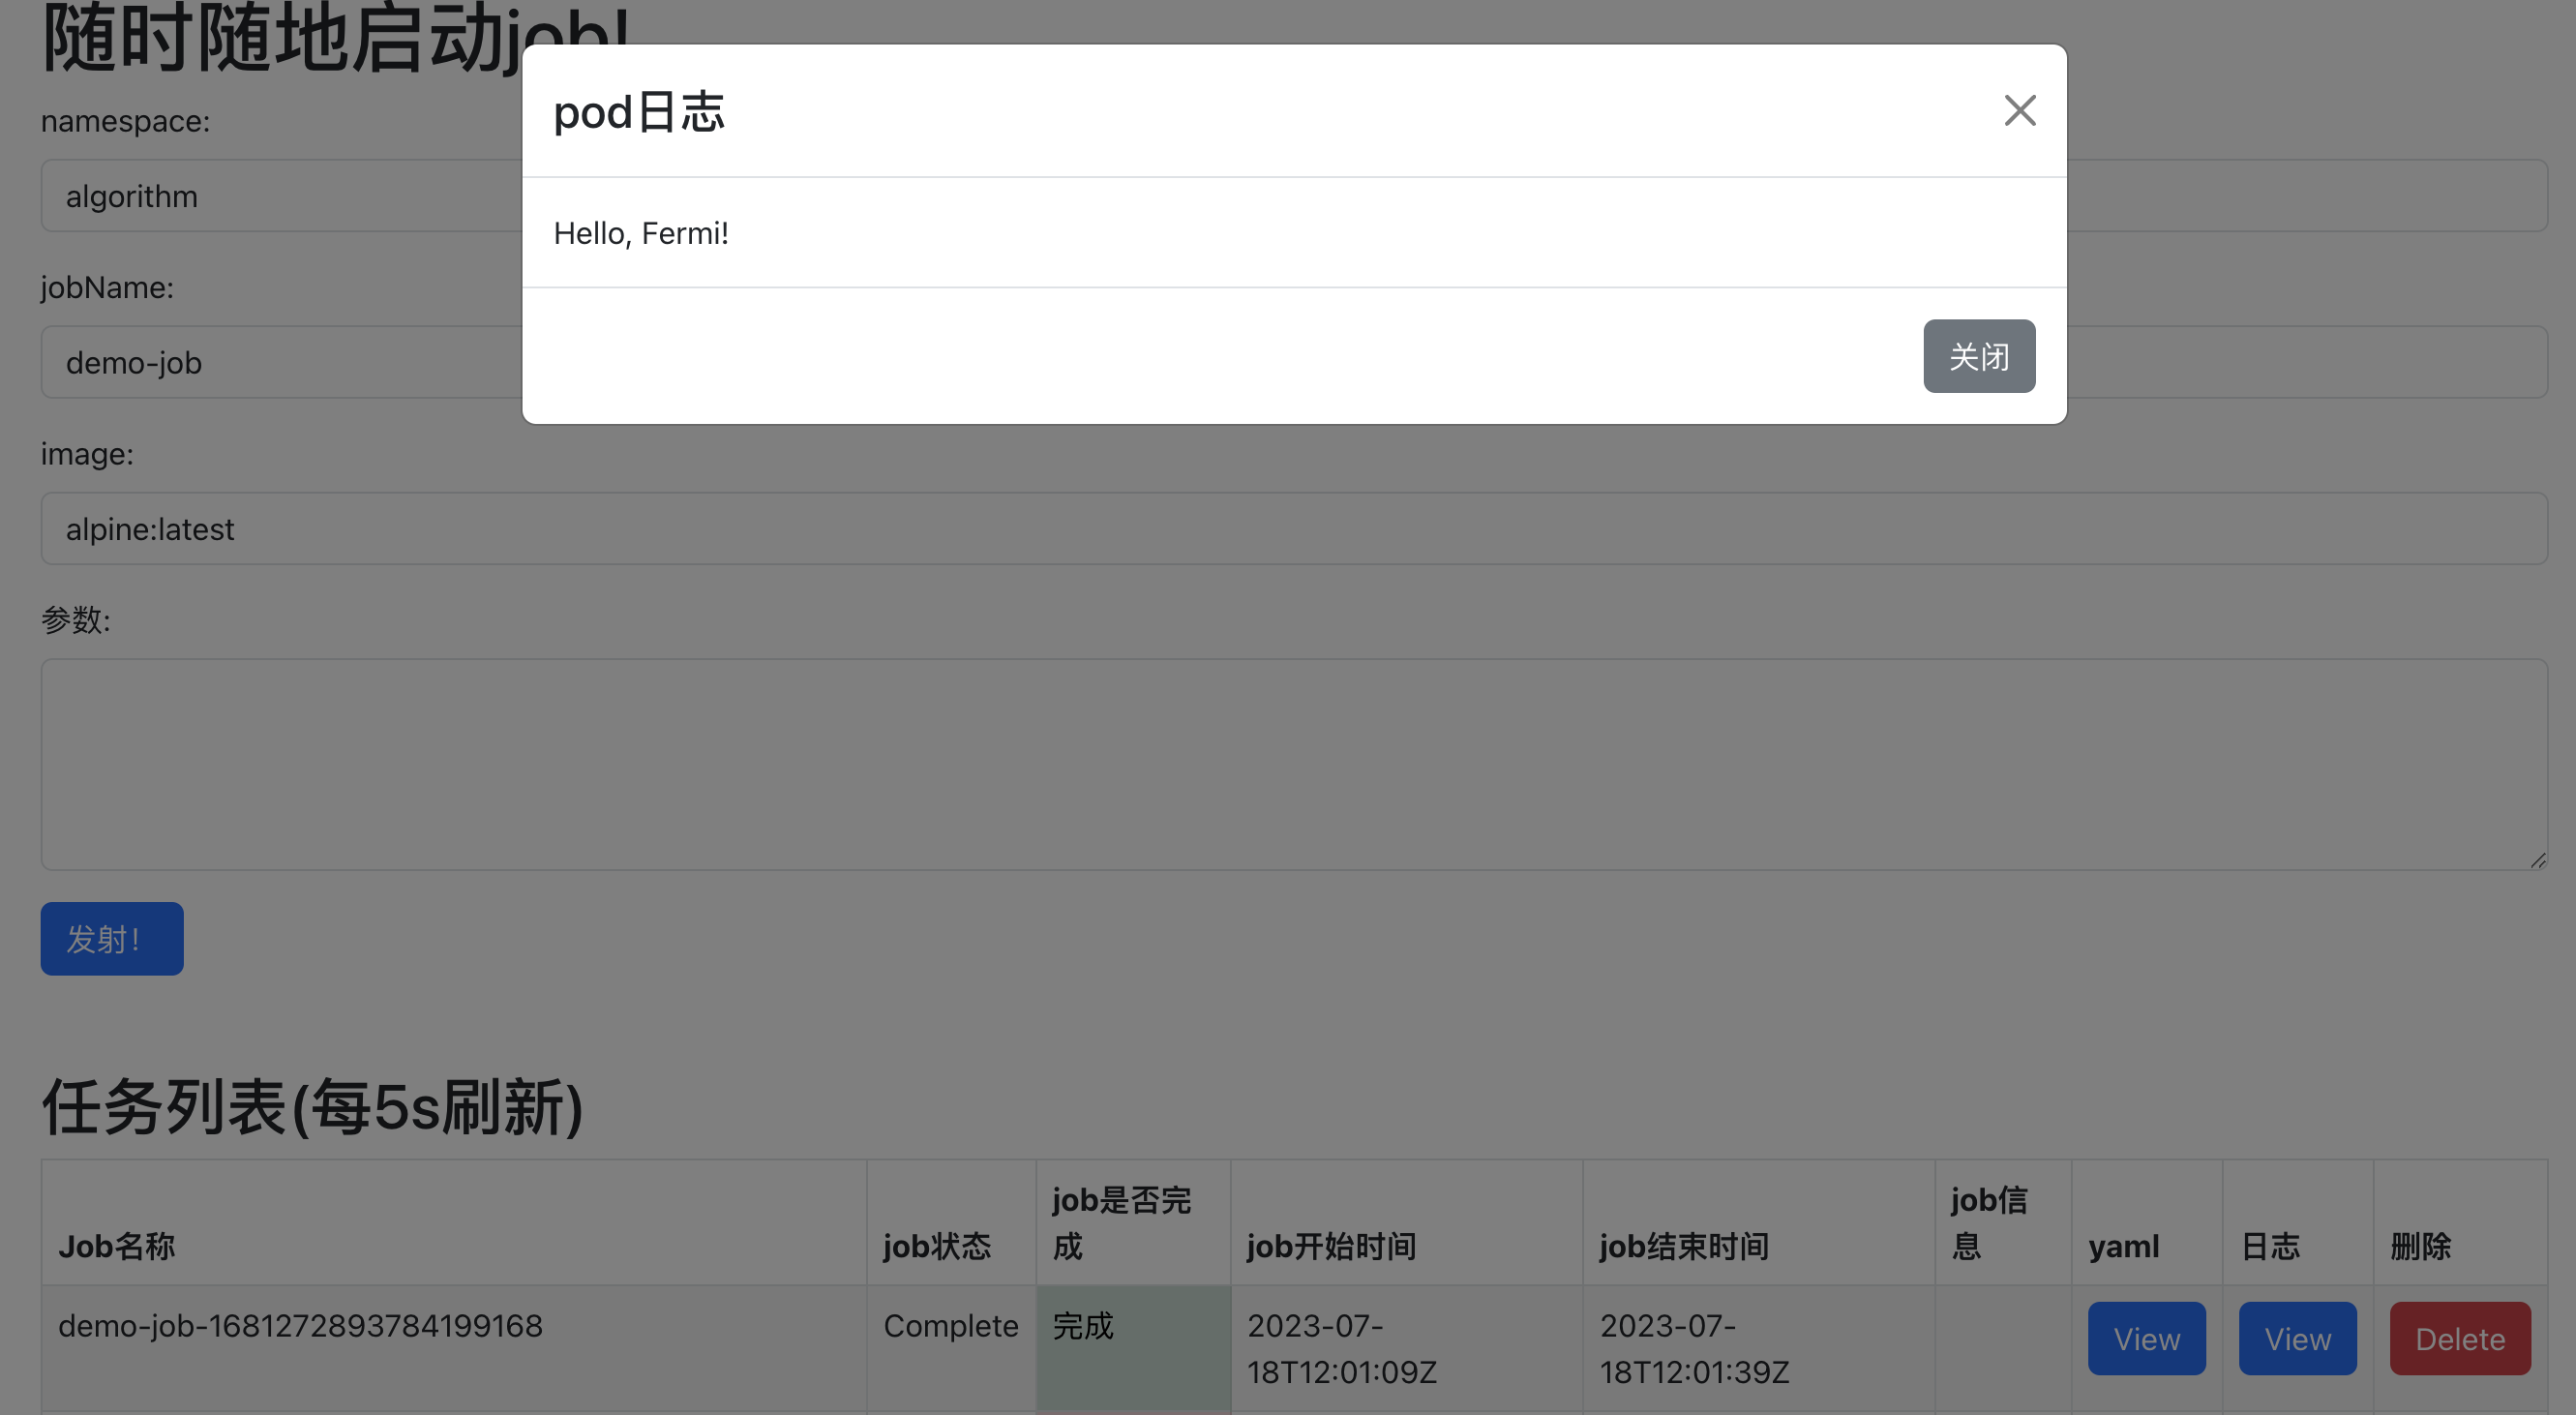 随时随地启动job!
pod日志
namespace:
algorithm
Hello, Fermi!
jobName:
demo-job
关闭
image:
alpine:latest
参数:
发射！
任务列表(每5s刷新)
Job名称 job状态 job是否完成 job开始时间 job结束时间 job信息 yaml 日志 删除
demo-job-1681272893784199168 Complete 完成 2023-07-18T12:01:09Z 2023-07-18T12:01:39Z View View Delete